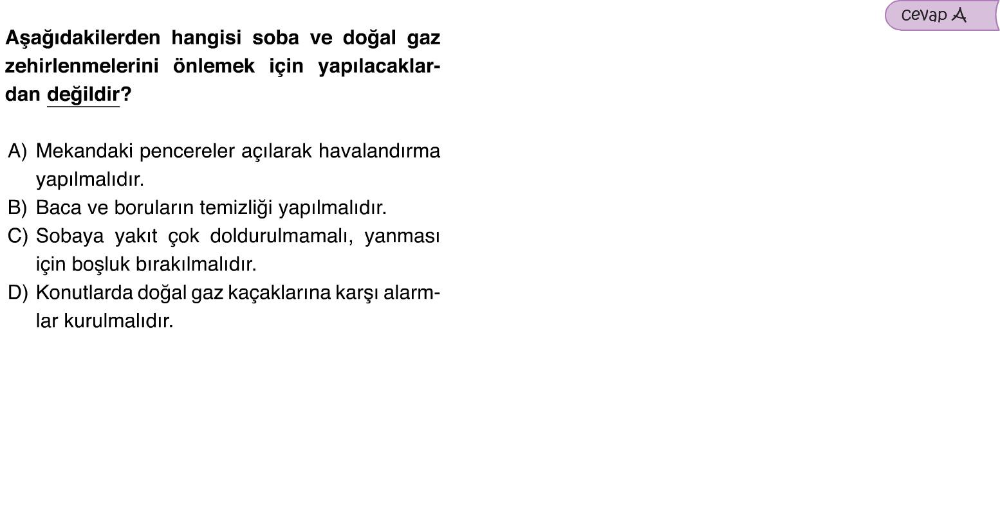 Cevap A
Aşağıdakilerden hangisi soba ve doğal gaz
zehirlenmelerini önlemek için yapılacaklar-
dan değildir?
A) Mekandaki pencereler açılarak havalandırma
yapılmalıdır.
B) Baca ve boruların temizliği yapılmalıdır.
C) Sobaya yakıt çok doldurulmamalı, yanması
için boşluk bırakılmalıdır.
D) Konutlarda doğal gaz kaçaklarına karşı alarm-
lar kurulmalıdır.